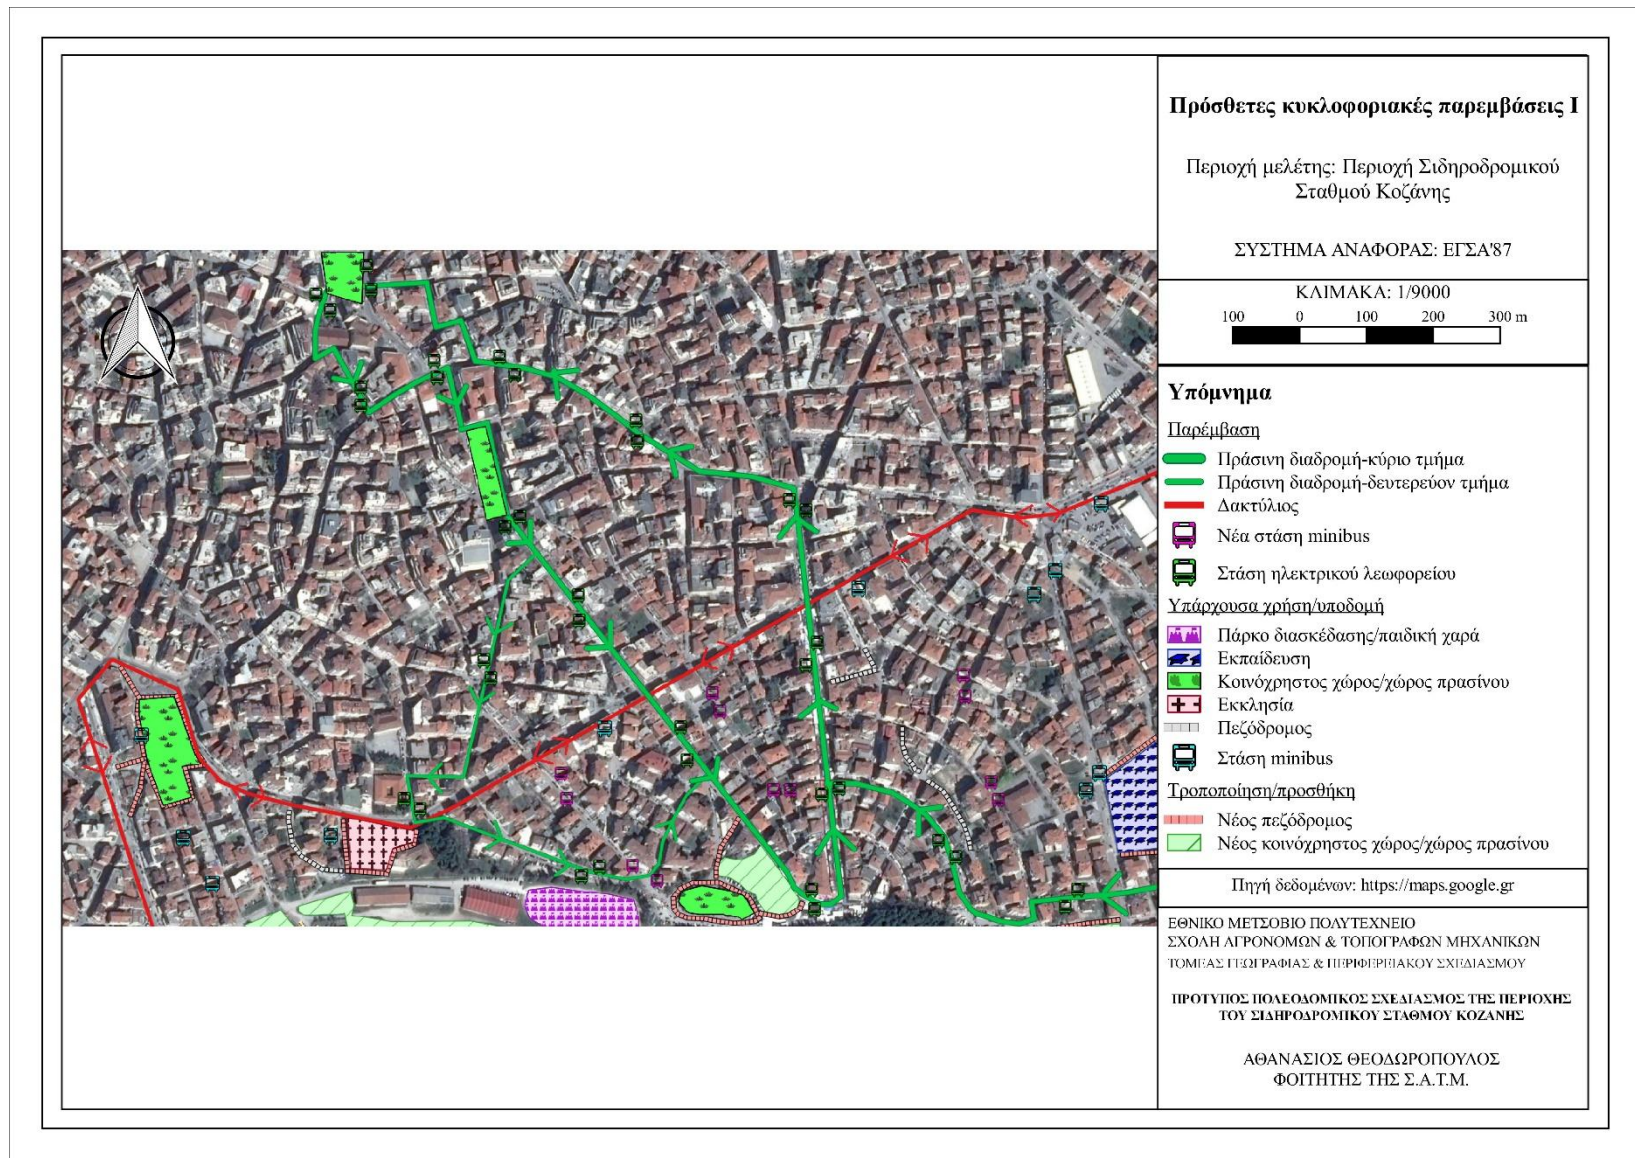 Πρόσθετες κυκλοφοριακές παρεμβάσεις Ι
Περιοχή μελέτης: Περιοχή Σιδηροδρομικού
Σταθμού Κοζάνης
ΣΥΣΤΗΜΑ ΑΝΑΦΟΡΑΣ: ΕΓΣΑ'87
ΚΛΙΜΑΚΑ: 1/9000
100 0 100 200 300 m
Υπόμνημα
Παρέμβαση
Πράσινη διαδρομή-κύριο τμήμα
Πράσινη διαδρομή-δευτερεύον τμήμα
Δακτύλιος
Νέα στάση minibus
Στάση ηλεκτρικού λεωφορείου
Υπάρχουσα χρήση/υποδομή
Πάρκο διασκέδασης/παιδική χαρά
Εκπαίδευση
Κοινόχρηστος χώρος/χώρος πρασίνου
Εκκλησία
Πεζόδρομος
Στάση minibus
Τροποποίηση/προσθήκη
Νέος πεζόδρομος
Νέος κοινόχρηστος χώρος/χώρος πρασίνου
Πηγή δεδομένων: https://maps.google.gr
ΕΘΝΙΚΟ ΜΕΤΣΟΒΙΟ ΠΟΛΥΤΕΧΝΕΙΟ
ΣΧΟΛΗ ΑΓΡΟΝΟΜΩΝ & ΤΟΠΟΓΡΑΦΩΝ ΜΗΧΑΝΙΚΩΝ
ΤΟΜΕΑΣ ΓΕΩΓΡΑΦΙΑΣ & ΠΕΡΙΦΕΡΕΙΑΚΟΥ ΣΧΕΔΙΑΣΜΟΥ
ΠΡΟΤΥΠΟΣ ΠΟΛΕΟΔΟΜΙΚΟΣ ΣΧΕΔΙΑΣΜΟΣ ΤΗΣ ΠΕΡΙΟΧΗΣ
ΤΟΥ ΣΙΔΗΡΟΔΡΟΜΙΚΟΥ ΣΤΑΘΜΟΥ ΚΟΖΑΝΗΣ
ΑΘΑΝΑΣΙΟΣ ΘΕΟΔΩΡΟΠΟΥΛΟΣ
ΦΟΙΤΗΤΗΣ ΤΗΣ Σ.Α.Τ.Μ.